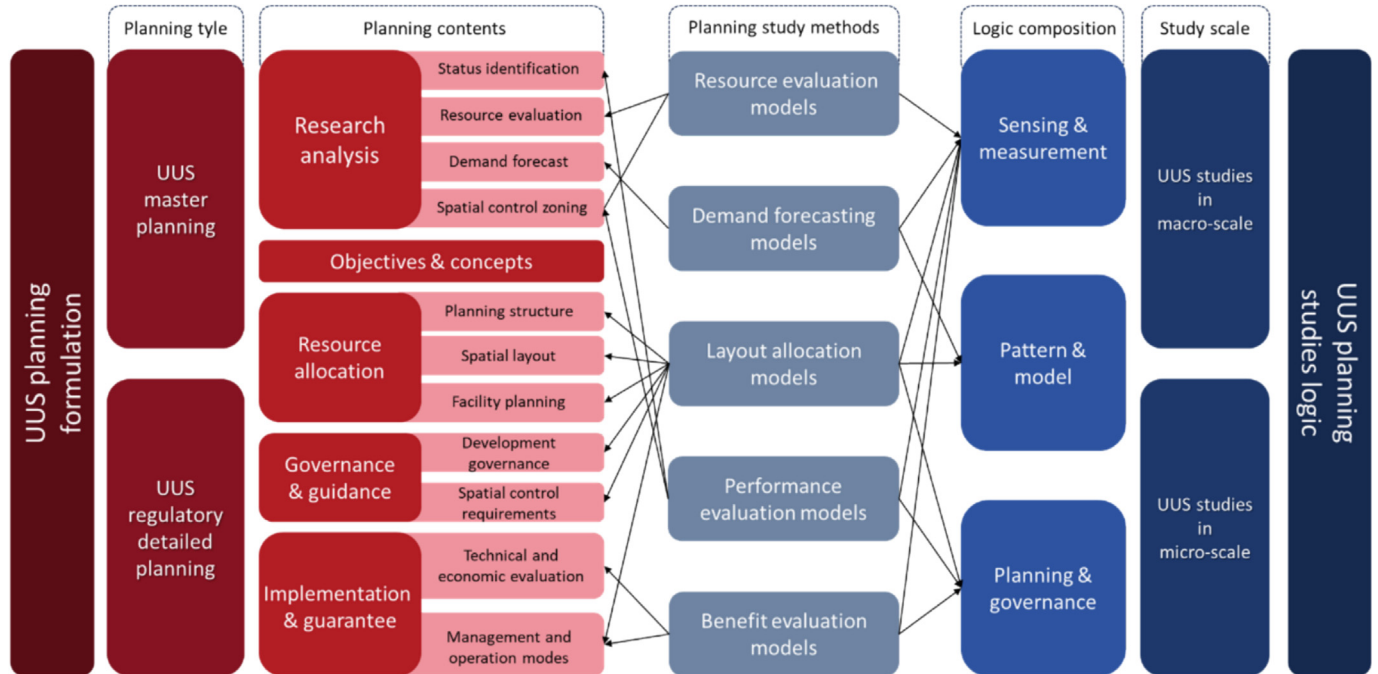 Planning tyle
Planning contents
Planning study methods
Logic composition
Study scale
UUS planning
formulation
UUS
master
planning
UUS
regulatory
detailed
planning
Research
analysis
Status identification
Resource evaluation
Demand forecast
Spatial control zoning
Objectives & concepts
Resource
allocation
Planning structure
Spatial layout
Facility planning
Governance
& guidance
Development
governance
Spatial control
requirements
Implementation
& guarantee
Technical and
economic evaluation
Management and
operation modes
Resource evaluation
models
Demand forecasting
models
Layout allocation
models
Performance
evaluation models
Benefit evaluation
models
Sensing &
measurement
Pattern &
model
Planning &
governance
UUS studies
in
macro-scale
UUS studies
in
micro-scale
UUS planning
studies logic